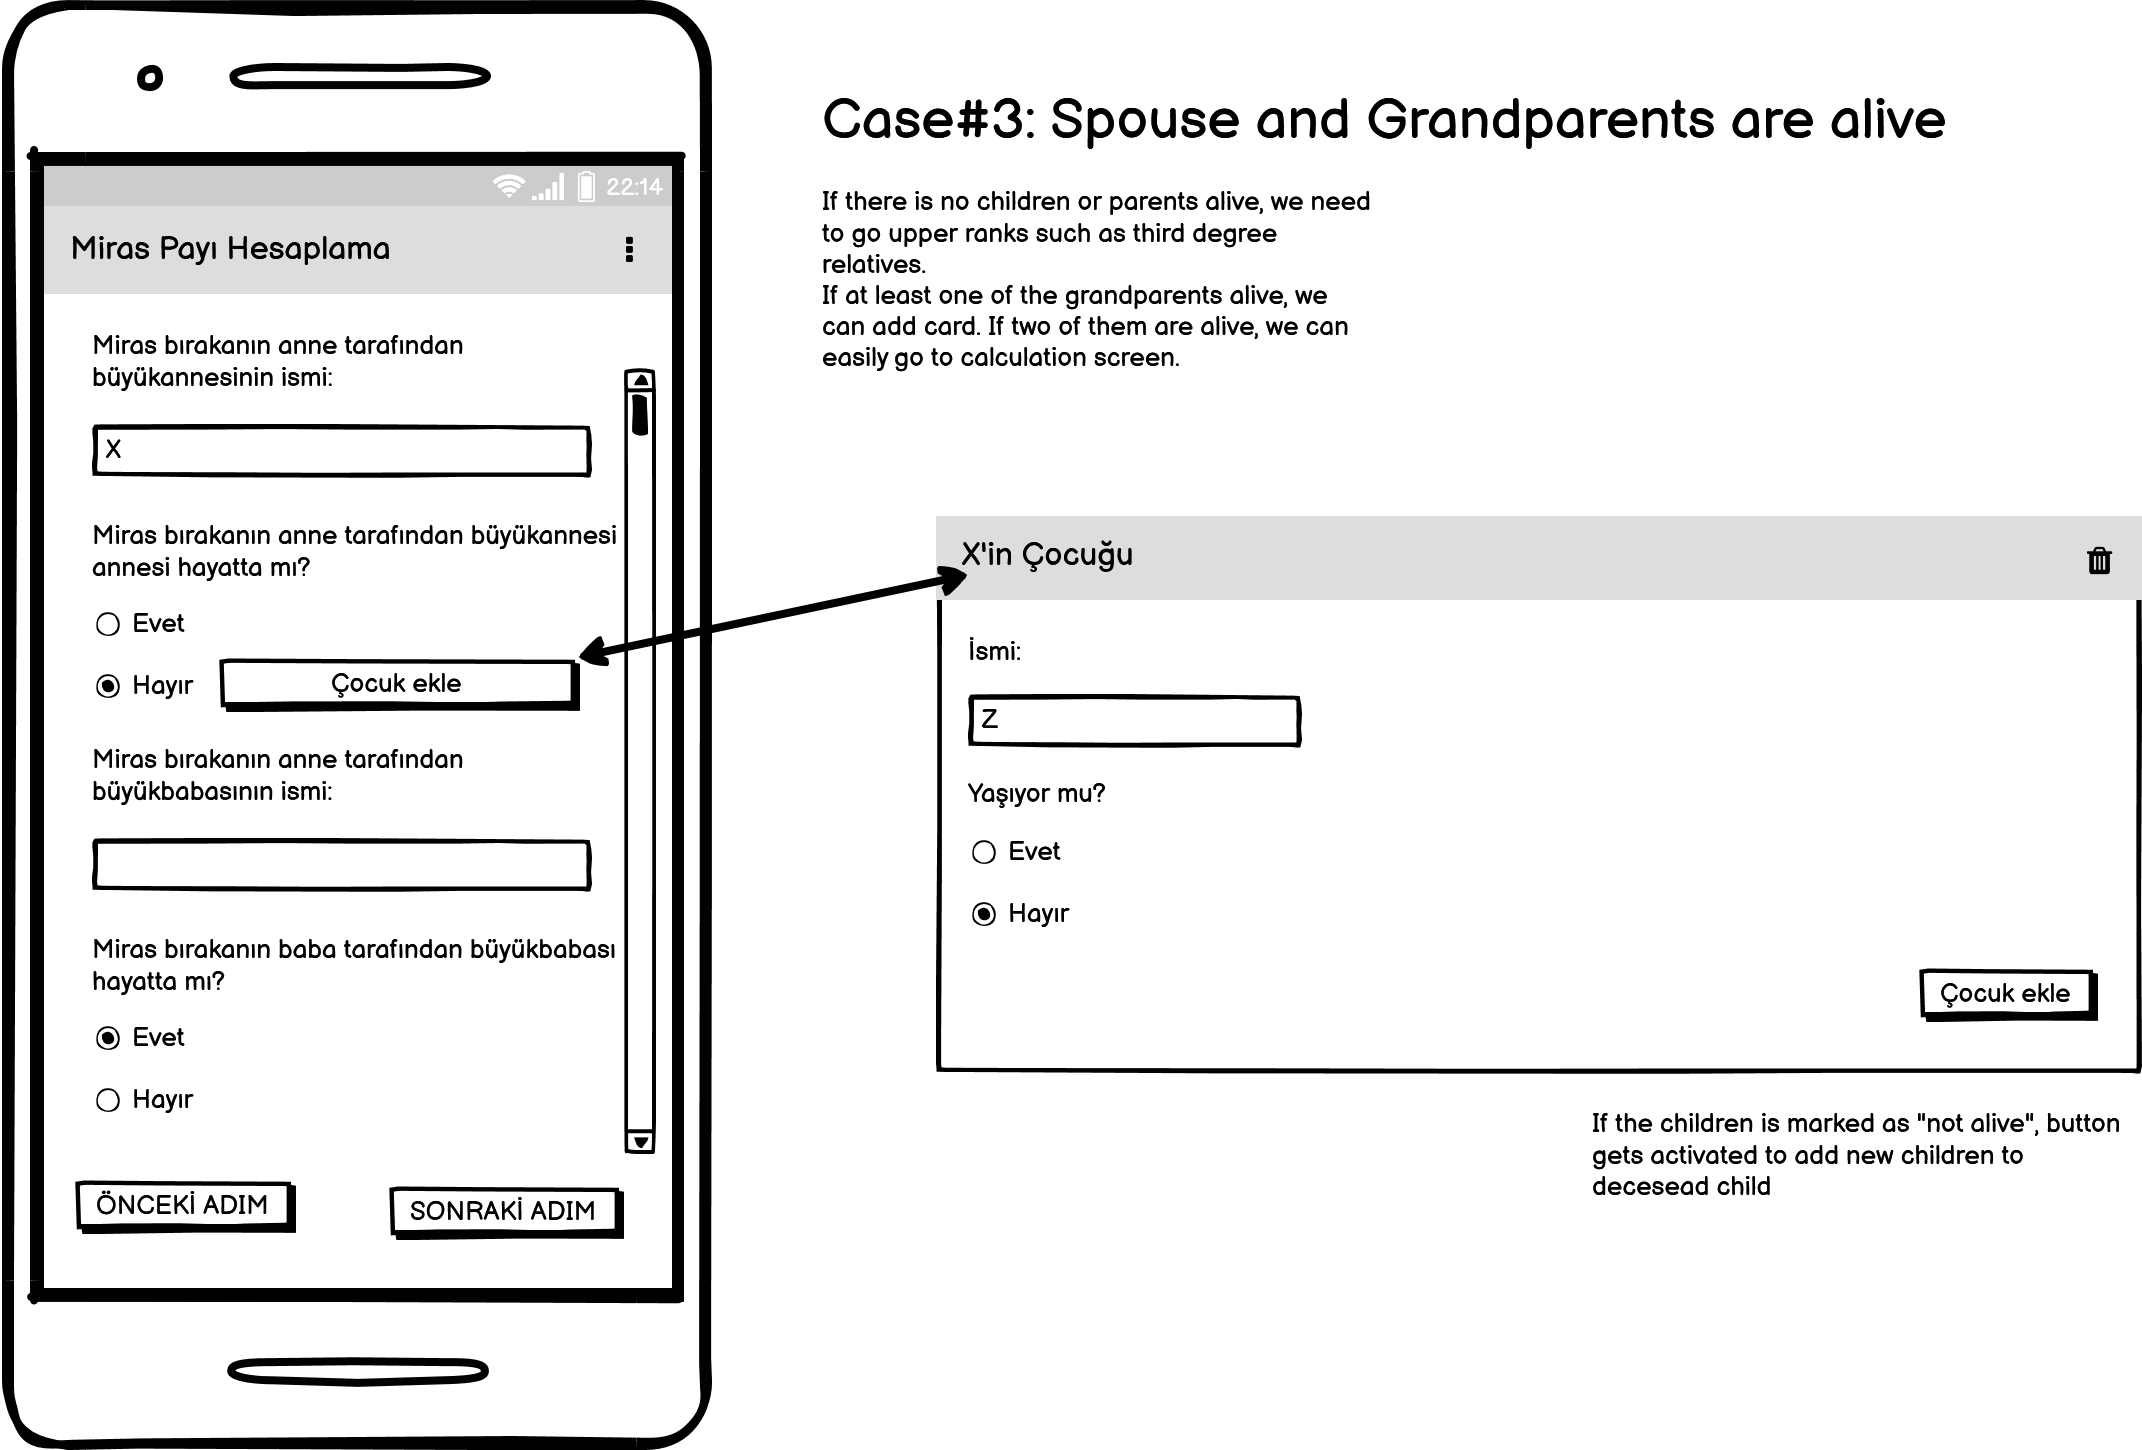 22:14
Miras Payı Hesaplama
Miras bırakanın anne tarafından
büyükannesinin ismi:
X
Miras bırakanın anne tarafından büyükannesi
annesi hayatta mı?
Evet
Hayır
Çocuk ekle
Miras bırakanın anne tarafından
büyükbabasının ismi:
Miras bırakanın baba tarafından büyükbabası
hayatta mı?
Evet
Hayır
ÖNCEKİ ADIM
SONRAKİ ADIM
Case#3: Spouse and Grandparents are alive
If there is no children or parents alive, we need
to go upper ranks such as third degree
relatives.
If at least one of the grandparents alive, we
can add card. If two of them are alive, we can
easily go to calculation screen.
X'in Çocuğu
İsmi:
Z
Yaşıyor mu?
Evet
Hayır
Çocuk ekle
If the children is marked as "not alive", button
gets activated to add new children to
decesead child